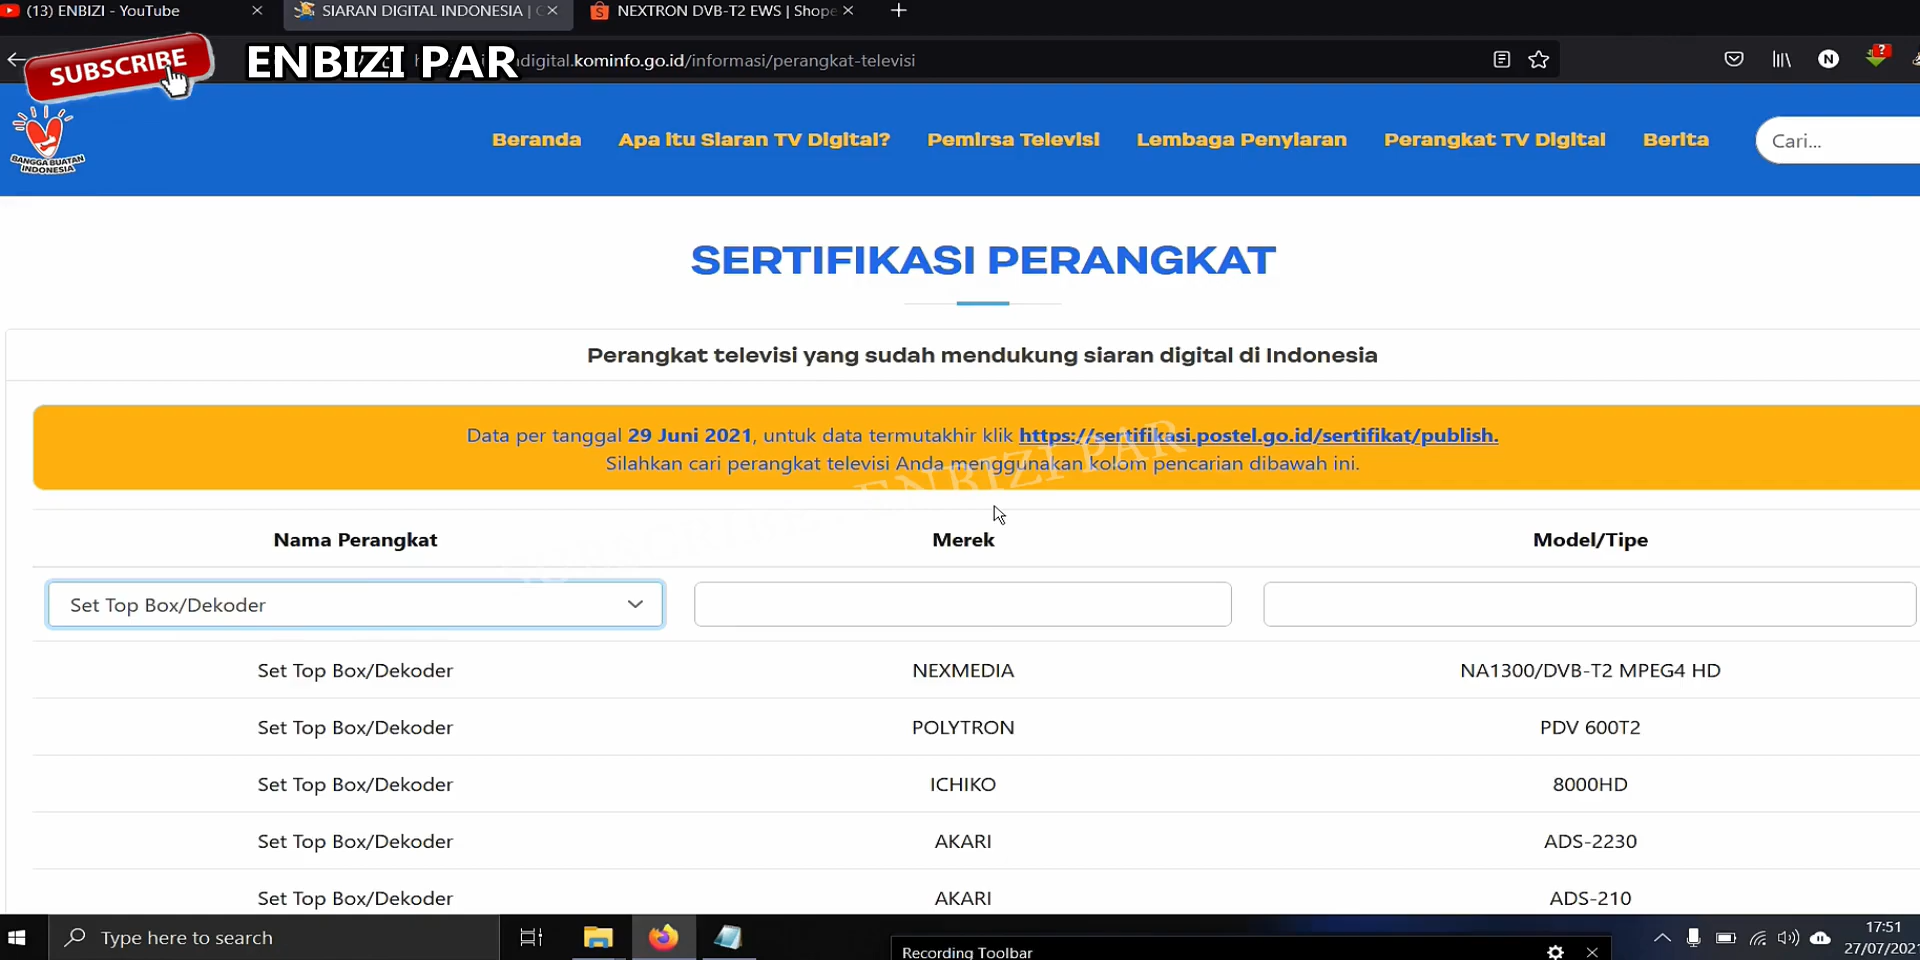 (13) ENBIZI - YouTube
SIARAN DIGITAL INDONESIA |
NEXTRON DVB-T2 EWS | Shope
SUBSCRIBE
ENBIZI PAR
digital.kominfo.go.id/informasi/perangkat-televisi
N
?
BANGGA BUATAN
INDONESIA
Beranda
Apa itu Siaran TV Digital?
Pemirsa Televisi
Lembaga Penyiaran
Perangkat TV Digital
Berita
Cari...
SERTIFIKASI PERANGKAT
Perangkat televisi yang sudah mendukung siaran digital di Indonesia
Data per tanggal 29 Juni 2021, untuk data termutakhir klik https://sertifikasi.postel.go.id/sertifikat/publish.
Silahkan cari perangkat televisi Anda menggunakan kolom pencarian dibawah ini.
ENBIZI PAR
Nama Perangkat Merek Model/Tipe
Set Top Box/Dekoder
Set Top Box/Dekoder NEXMEDIA NA1300/DVB-T2 MPEG4 HD
Set Top Box/Dekoder POLYTRON PDV 600T2
Set Top Box/Dekoder ICHIKO 8000HD
Set Top Box/Dekoder AKARI ADS-2230
Set Top Box/Dekoder AKARI ADS-210
Type here to search
Recording Toolbar
17:51
27/07/2021